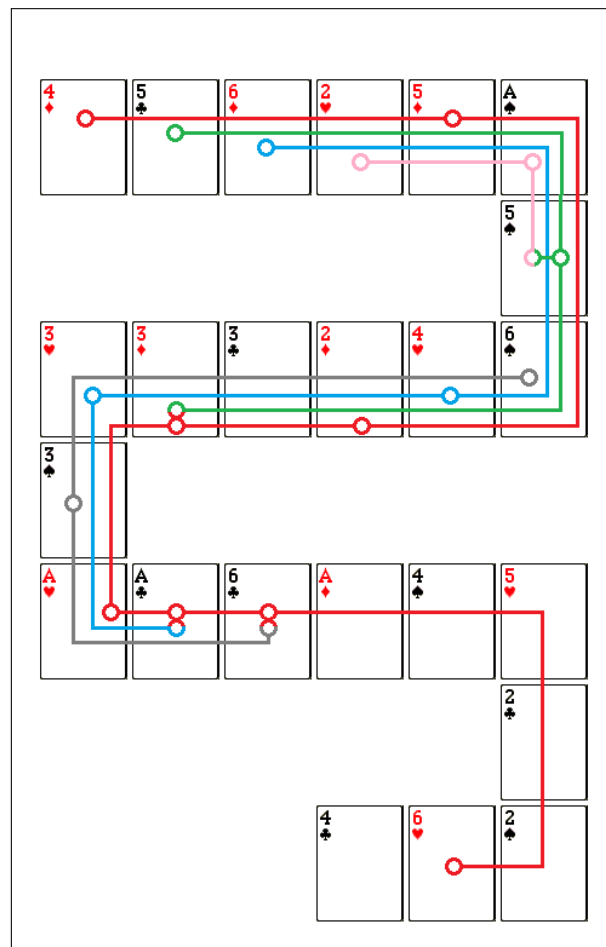 4 5 6 2 5 A
♦ ♣ ♦ ♥ ♦ ♠
5
♠
3 3 3 2 4 6
♥ ♦ ♣ ♦ ♥ ♠
3
♠
A A 6 A 4 5
♥ ♣ ♣ ♦ ♠ ♥
2
♣
4 6 2
♣ ♥ ♠